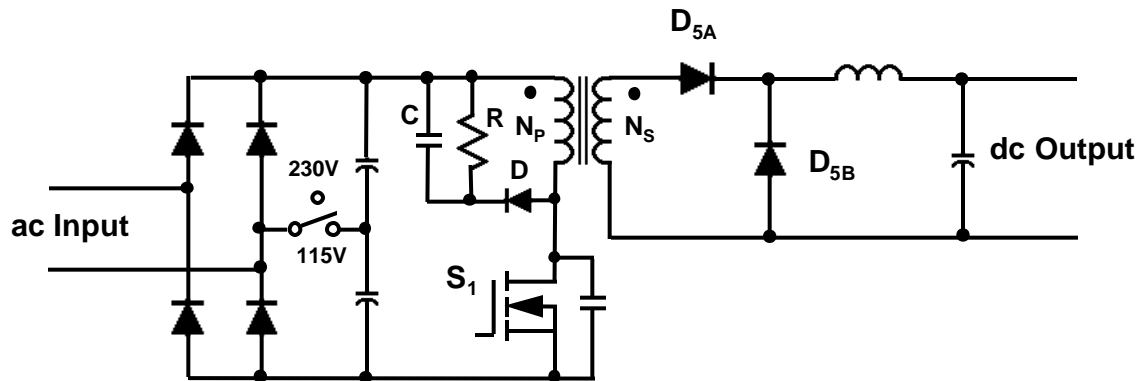 D5A
C
R
NP
NS
D
D5B
dc Output
230V
ac Input
115V
S1